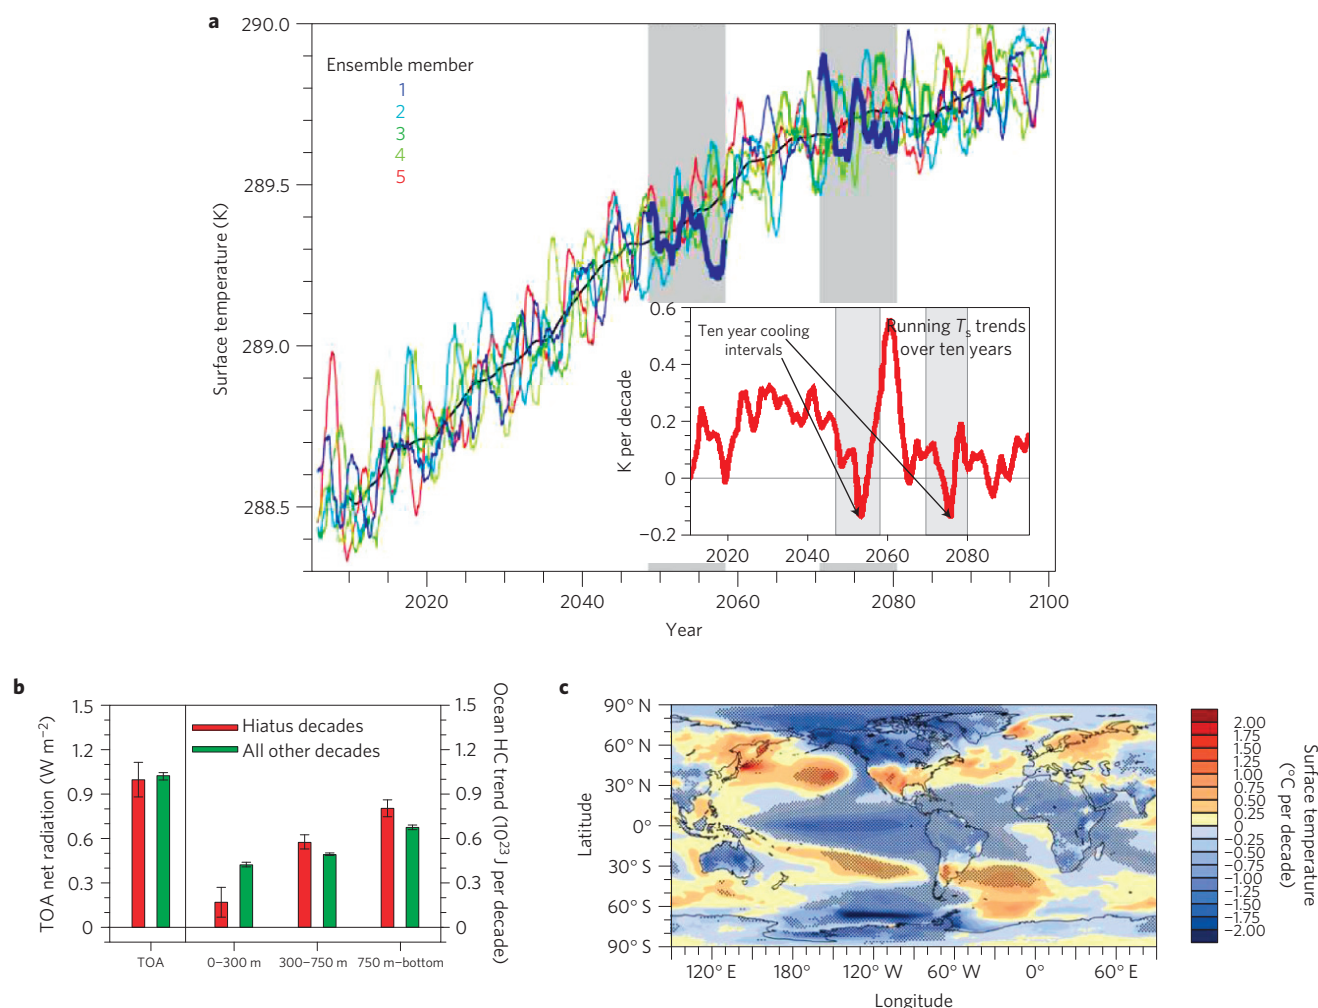 a
290.0
289.5
289.0
288.5
Surface temperature (K)
Ensemble member
1
2
3
4
5
2020
2040
2060
2080
2100
Year
0.6
0.4
0.2
0
−0.2
K per decade
Ten year cooling
intervals
Running Ts trends
over ten years
2020
2040
2060
2080
b
1.5
1.2
0.9
0.6
0.3
0
TOA net radiation (W m−2)
Hiatus decades
All other decades
1.5
1.2
0.9
0.6
0.3
0
Ocean HC trend (10²³ J per decade)
TOA
0–300 m
300–750 m
750 m–bottom
c
90° N
60° N
30° N
0°
30° S
60° S
90° S
Latitude
120° E
180°
120° W
60° W
0°
60° E
Longitude
2.00
1.75
1.50
1.00
0.50
0.25
0
−0.25
−0.50
−0.75
−1.00
−1.50
−1.75
−2.00
Surface temperature
(°C per decade)